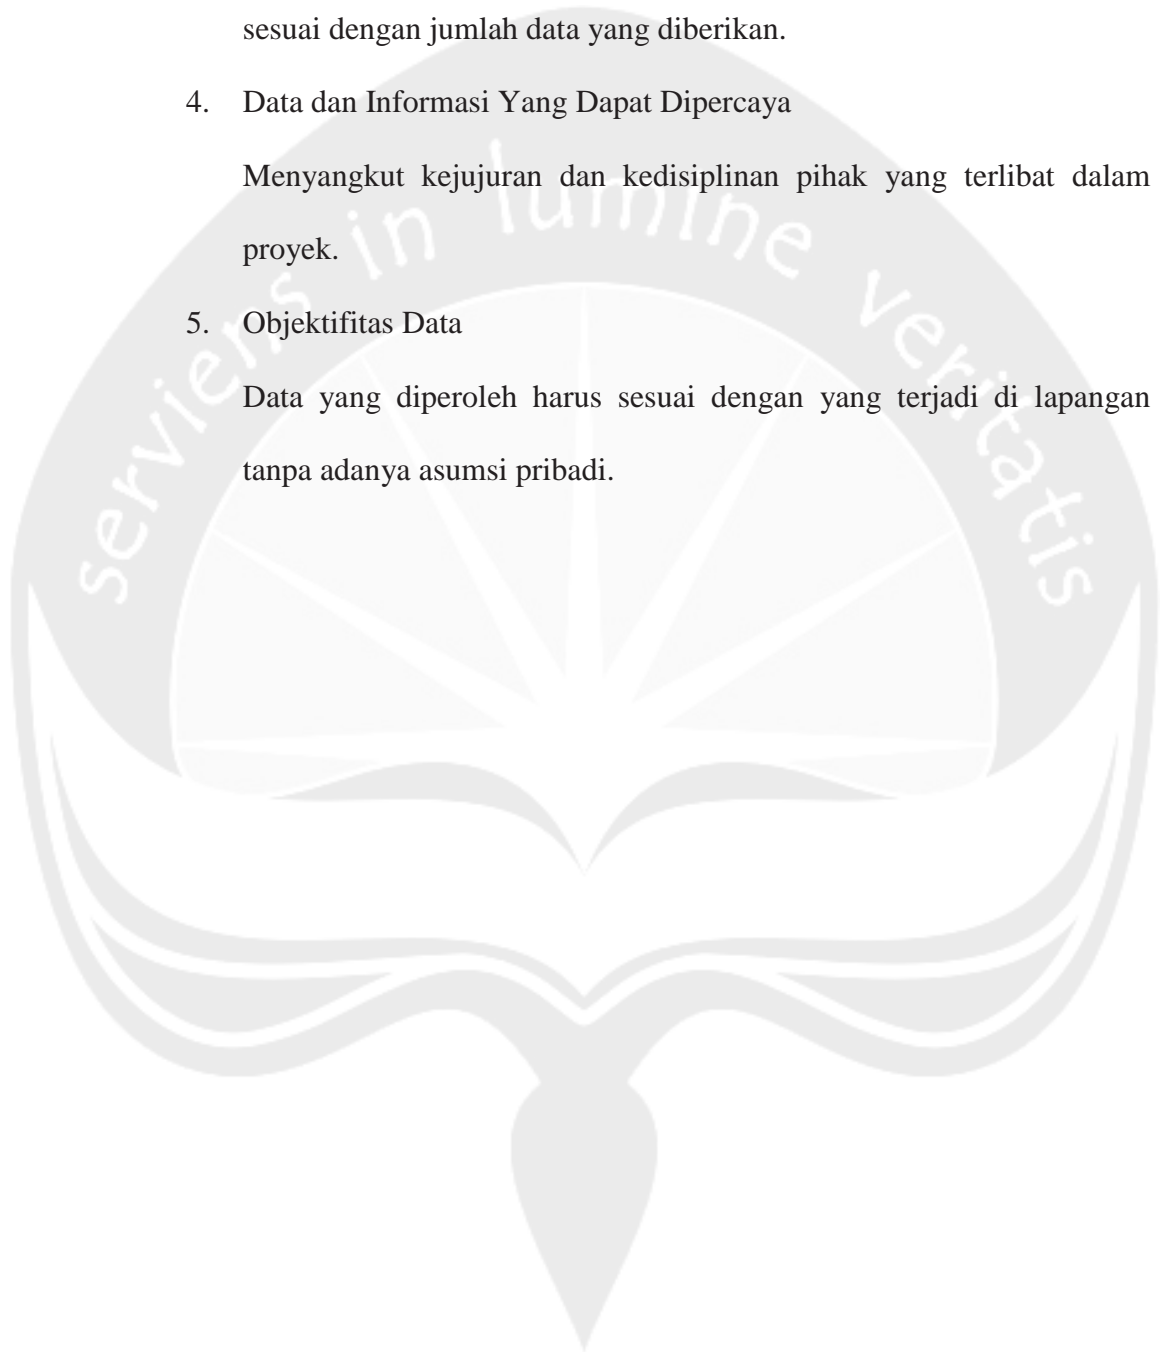 sesuai dengan jumlah data yang diberikan.
4. Data dan Informasi Yang Dapat Dipercaya
Menyangkut kejujuran dan kedisiplinan pihak yang terlibat dalam
proyek.
5. Objektifitas Data
Data yang diperoleh harus sesuai dengan yang terjadi di lapangan
tanpa adanya asumsi pribadi.
serviens in lumine veritatis